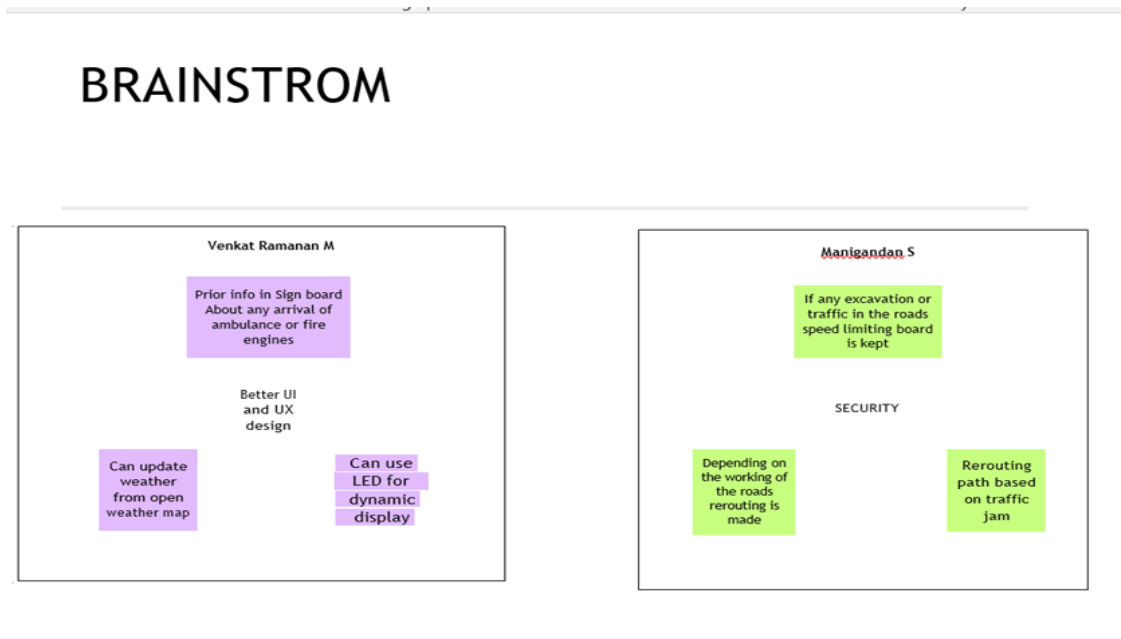 BRAINSTROM
Venkat Ramanan M
Prior info in Sign board
About any arrival of
ambulance or fire
engines
Better UI
and UX
design
Can update
weather
from open
weather map
Can use
LED for
dynamic
display
Manigandan S
If any excavation or
traffic in the roads
speed limiting board
is kept
SECURITY
Depending on
the working of
the roads
rerouting is
made
Rerouting
path based
on traffic
jam